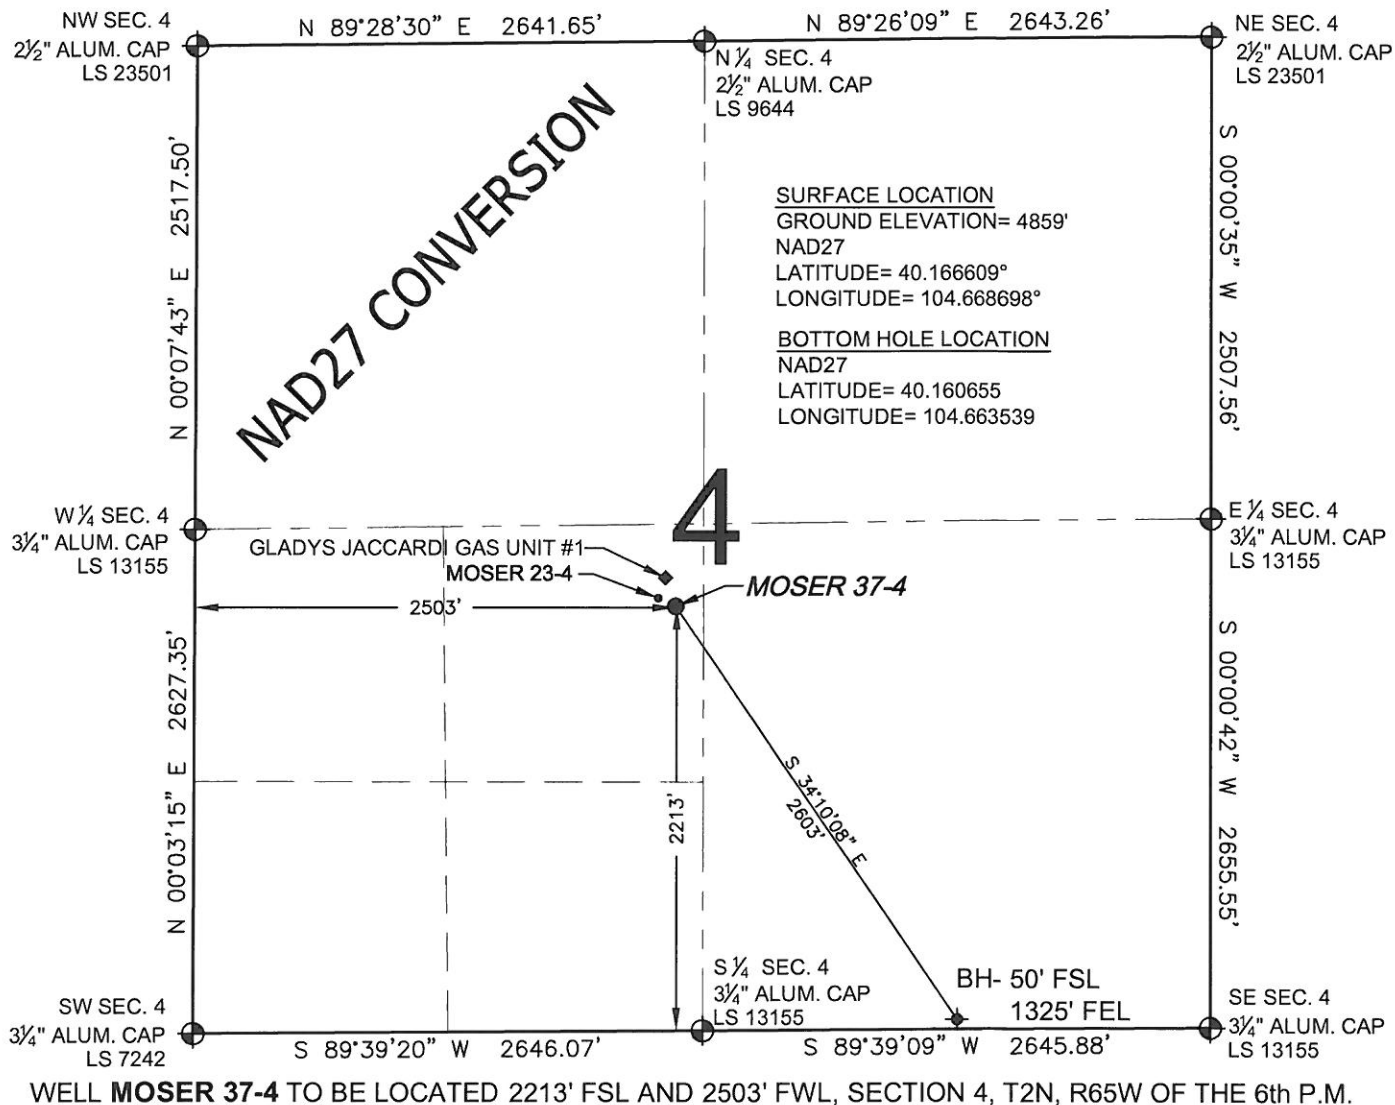 NW SEC. 4
2½" ALUM. CAP
LS 23501
N 89°28'30" E 2641.65'
N ¼ SEC. 4
2½" ALUM. CAP
LS 9644
N 89°26'09" E 2643.26'
NE SEC. 4
2½" ALUM. CAP
LS 23501
N 00°07'43" E 2517.50'
NAD27 CONVERSION
SURFACE LOCATION
GROUND ELEVATION= 4859'
NAD27
LATITUDE= 40.166609°
LONGITUDE= 104.668698°
BOTTOM HOLE LOCATION
NAD27
LATITUDE= 40.160655
LONGITUDE= 104.663539
S 00°00'35" W 2507.56'
4
W ¼ SEC. 4
3¼" ALUM. CAP
LS 13155
E ¼ SEC. 4
3¼" ALUM. CAP
LS 13155
GLADYS JACCARDI GAS UNIT #1
MOSER 23-4
MOSER 37-4
2503'
N 00°03'15" E 2627.35'
2213'
S 34°10'08" E
2603'
S 00°00'42" W 2655.55'
SW SEC. 4
3¼" ALUM. CAP
LS 7242
S 89°39'20" W 2646.07'
S ¼ SEC. 4
3¼" ALUM. CAP
LS 13155
BH- 50' FSL
1325' FEL
S 89°39'09" W 2645.88'
SE SEC. 4
3¼" ALUM. CAP
LS 13155
WELL MOSER 37-4 TO BE LOCATED 2213' FSL AND 2503' FWL, SECTION 4, T2N, R65W OF THE 6th P.M.